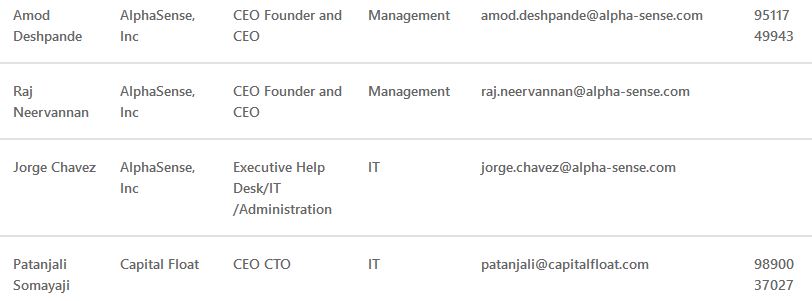 Amod AlphaSense, CEO Founder and Management amod.deshpande@alpha-sense.com 95117
Deshpande Inc CEO 49943
Raj AlphaSense, CEO Founder and Management raj.neervannan@alpha-sense.com
Neervannan Inc CEO
Jorge Chavez AlphaSense, Executive Help IT jorge.chavez@alpha-sense.com
Inc Desk/IT
/Administration
Patanjali Capital Float CEO CTO IT patanjali@capitalfloat.com 98900
Somayaji 37027